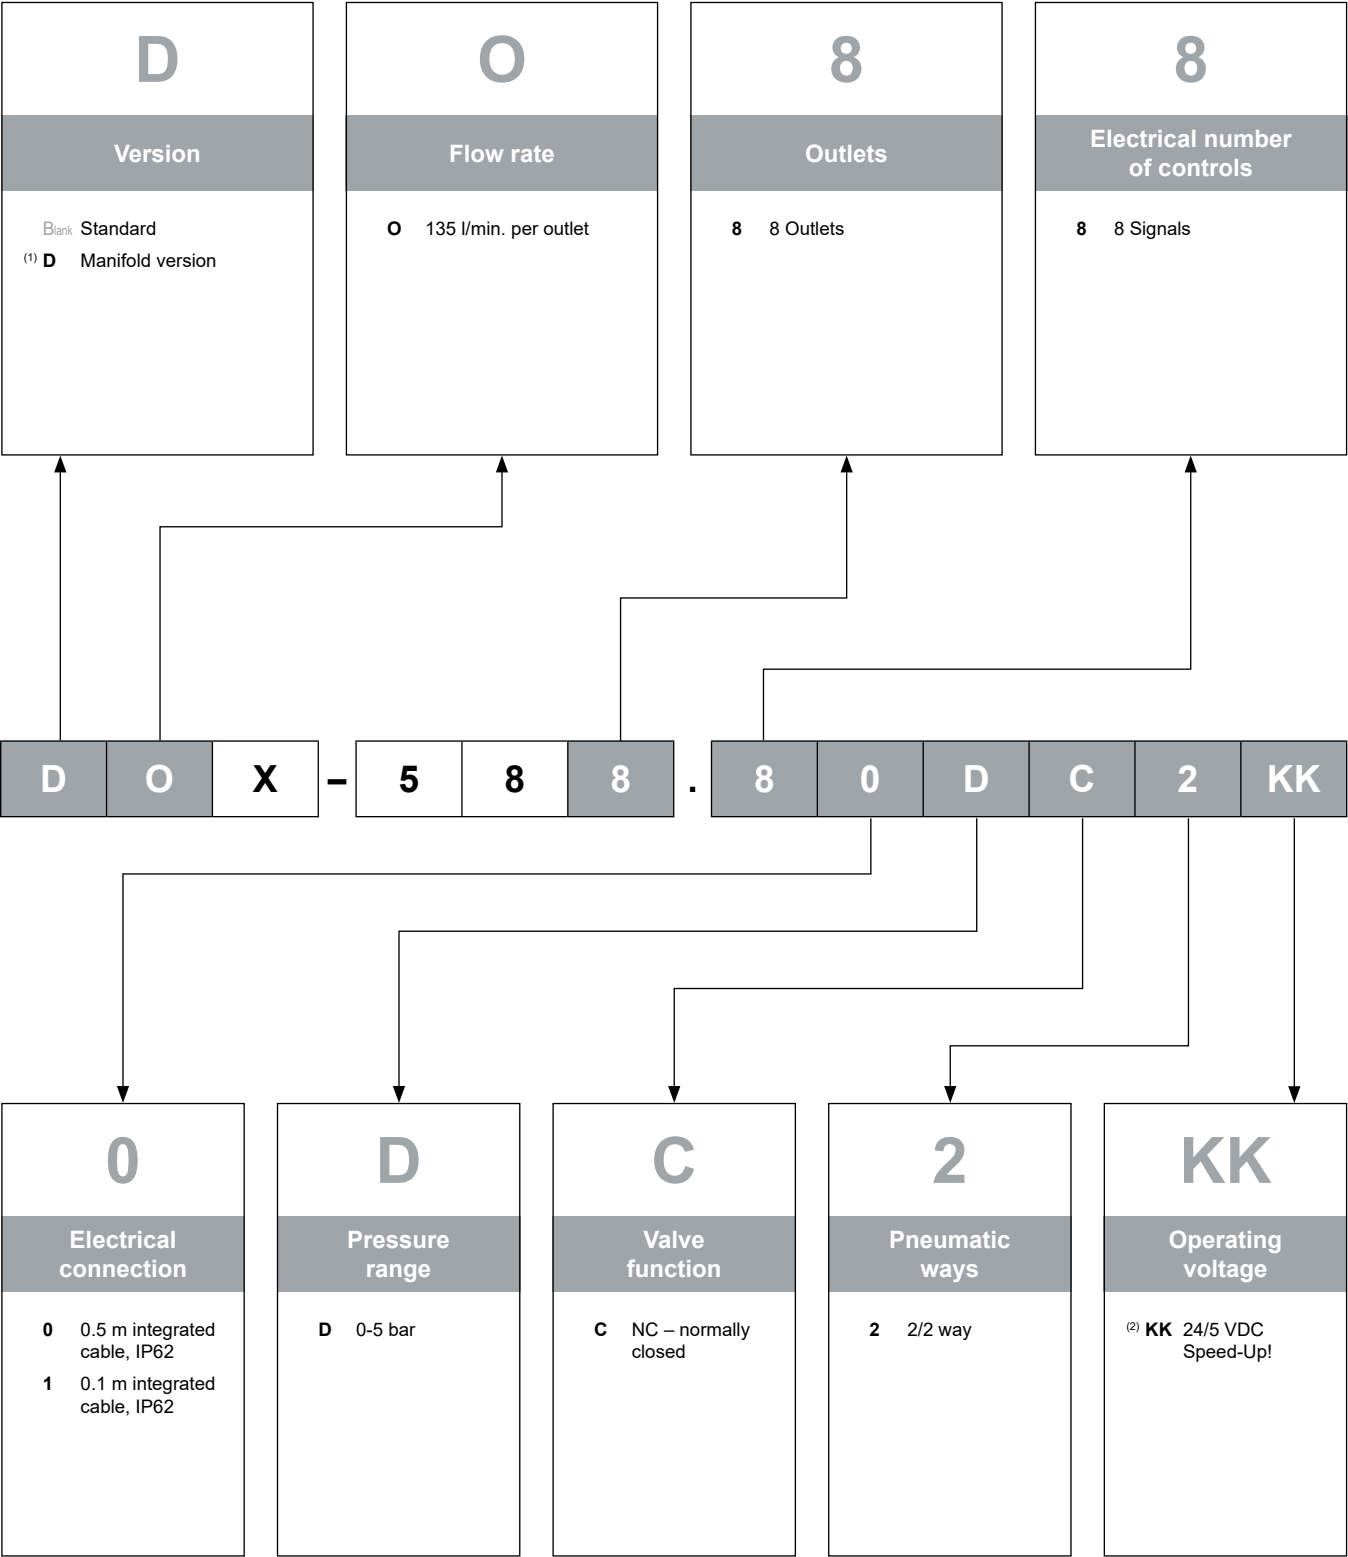 D
Version
Blank Standard
(1) D Manifold version
O
Flow rate
O 135 l/min. per outlet
8
Outlets
8 8 Outlets
8
Electrical number
of controls
8 8 Signals
D O X – 5 8 8 . 8 0 D C 2 KK
0
Electrical
connection
0 0.5 m integrated
cable, IP62
1 0.1 m integrated
cable, IP62
D
Pressure
range
D 0-5 bar
C
Valve
function
C NC – normally
closed
2
Pneumatic
ways
2 2/2 way
KK
Operating
voltage
(2) KK 24/5 VDC
Speed-Up!